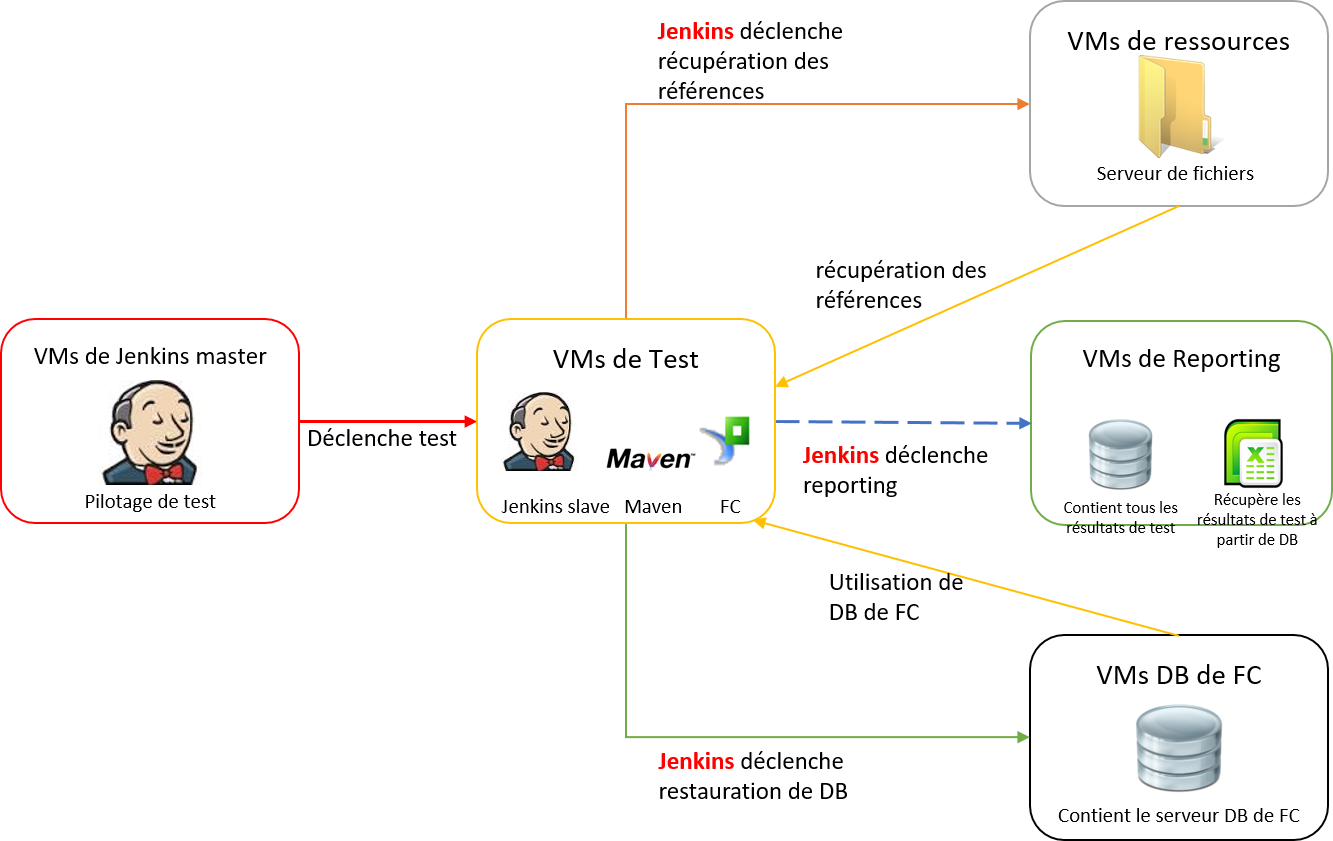 Jenkins déclenche
récupération des
références
VMs de ressources
Serveur de fichiers
récupération des
références
VMs de Jenkins master
Pilotage de test
Déclenche test
VMs de Test
Maven™
Jenkins slave
Maven
FC
Jenkins déclenche
reporting
VMs de Reporting
X
Contient tous les
résultats de test
Récupère les
résultats de test à
partir de DB
Utilisation de
DB de FC
VMs DB de FC
Contient le serveur DB de FC
Jenkins déclenche
restauration de DB